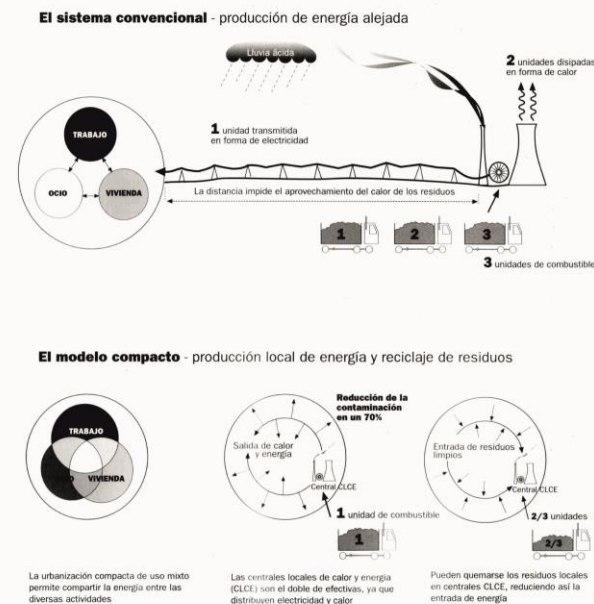 El sistema convencional - producción de energía alejada
Lluvia ácida
2 unidades disipadas
en forma de calor
1 unidad transmitida
en forma de electricidad
TRABAJO
OCIO
VIVIENDA
La distancia impide el aprovechamiento del calor de los residuos
1
2
3
3 unidades de combustible
El modelo compacto - producción local de energía y reciclaje de residuos
TRABAJO
VIVIENDA
Reducción de la
contaminación
en un 70%
Salida de calor
y energía
Central CLCE
1 unidad de combustible
1
Entrada de residuos
limpios
Central CLCE
2/3 unidades
2/3
La urbanización compacta de uso mixto
permite compartir la energía entre las
diversas actividades
Las centrales locales de calor y energía
(CLCE) son el doble de efectivas, ya que
distribuyen electricidad y calor
Pueden quemarse los residuos locales
en centrales CLCE, reduciendo así la
entrada de energía